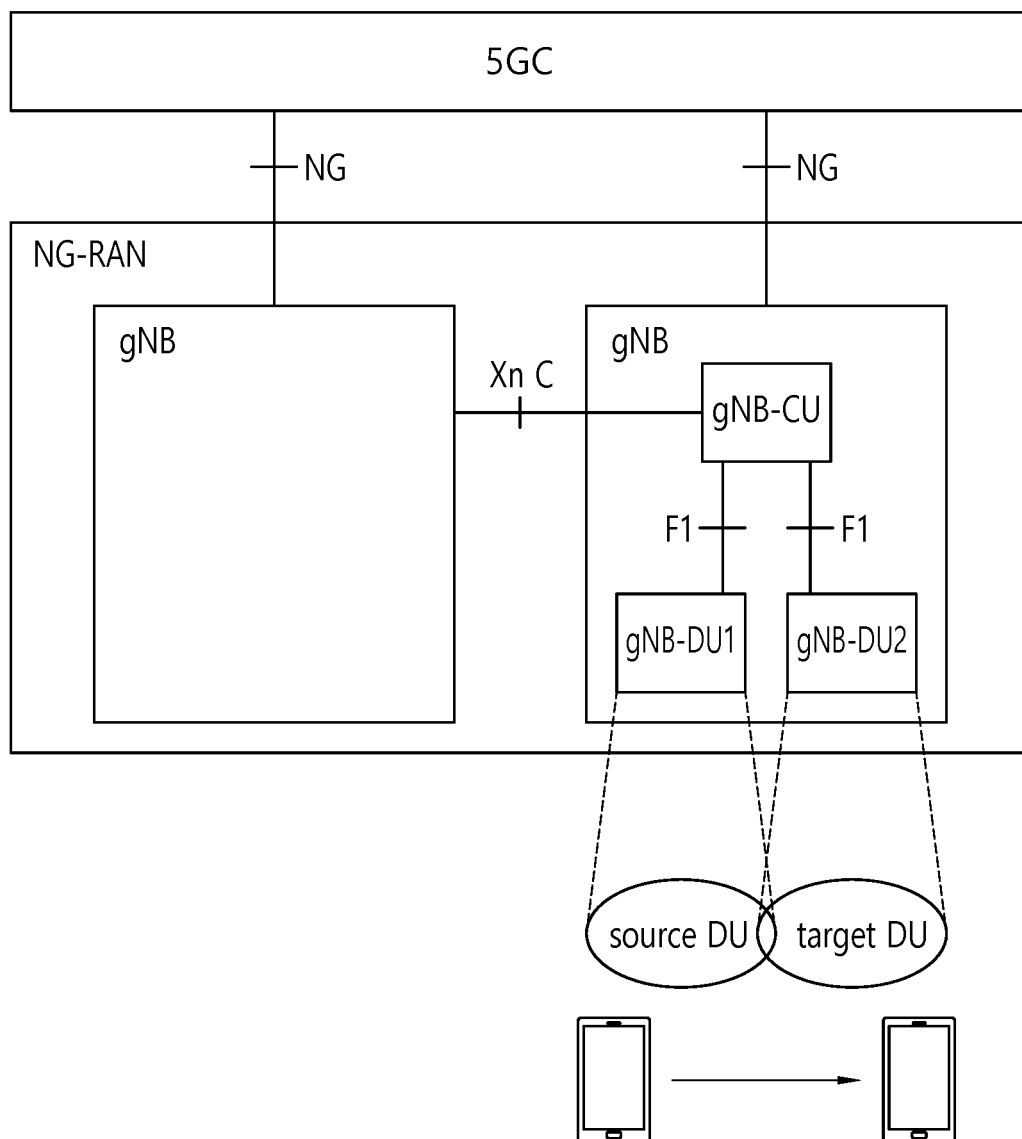 5GC
NG
NG
NG-RAN
gNB
gNB
Xn C
gNB-CU
F1
F1
gNB-DU1
gNB-DU2
source DU
target DU